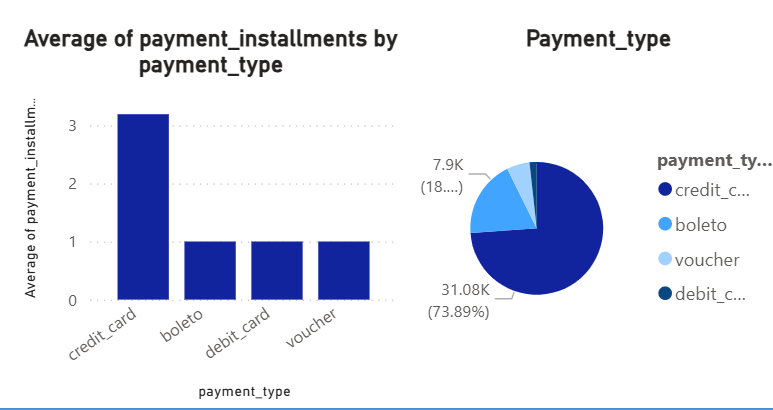 Average of payment_installments by
payment_type
Average of payment_installm...
3
2
1
0
credit_card
boleto
debit_card
voucher
payment_type
Payment_type
7.9K
(18....)
31.08K
(73.89%)
payment_ty...
credit_c...
boleto
voucher
debit_c...